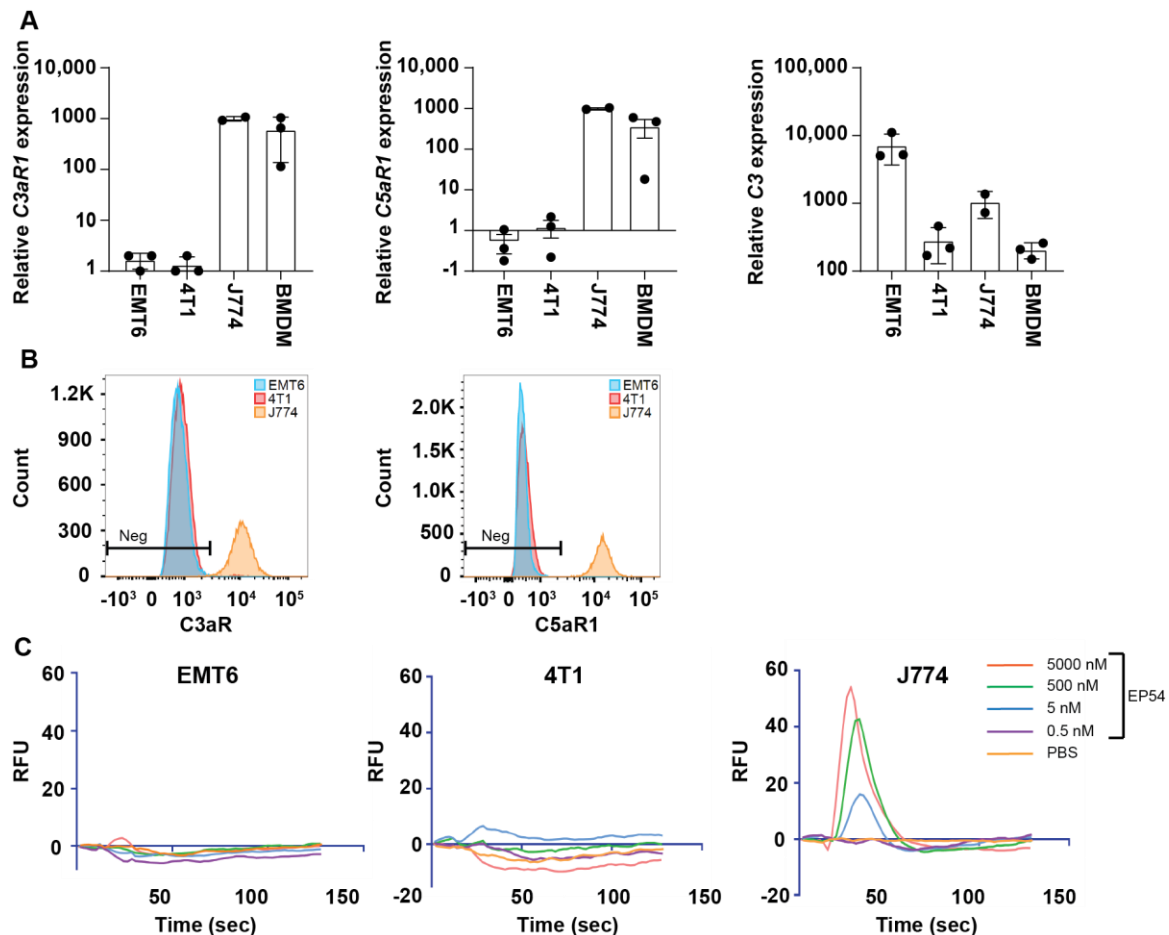 A
Relative C3aR1 expression
10,000
1000
100
10
1
EMT6
4T1
J774
BMDM
Relative C5aR1 expression
10,000
1000
100
10
1
-1
EMT6
4T1
J774
BMDM
Relative C3 expression
100,000
10,000
1000
100
EMT6
4T1
J774
BMDM
B
Count
1.2K
900
600
300
0
Neg
EMT6
4T1
J774
-10³ 0 10³ 10⁴ 10⁵
C3aR
Count
2.0K
1.5K
1.0K
500
0
Neg
EMT6
4T1
J774
-10³ 0 10³ 10⁴ 10⁵
C5aR1
C
EMT6
RFU
60
40
20
0
-20
50 100 150
Time (sec)
4T1
RFU
60
40
20
0
-20
50 100 150
Time (sec)
J774
RFU
60
40
20
0
-20
50 100 150
Time (sec)
5000 nM
500 nM
5 nM
0.5 nM
PBS
EP54